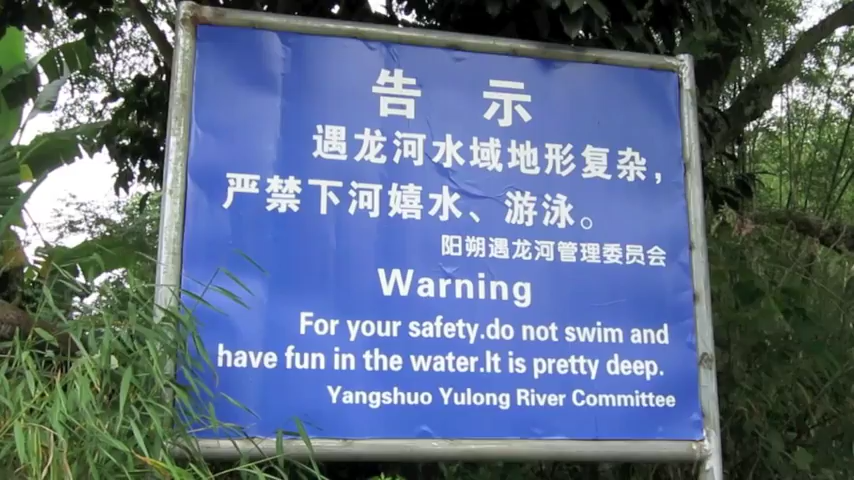 告 示
遇龙河水域地形复杂，
严禁下河嬉水、游泳。
阳朔遇龙河管理委员会
Warning
For your safety.do not swim and
have fun in the water.It is pretty deep.
Yangshuo Yulong River Committee